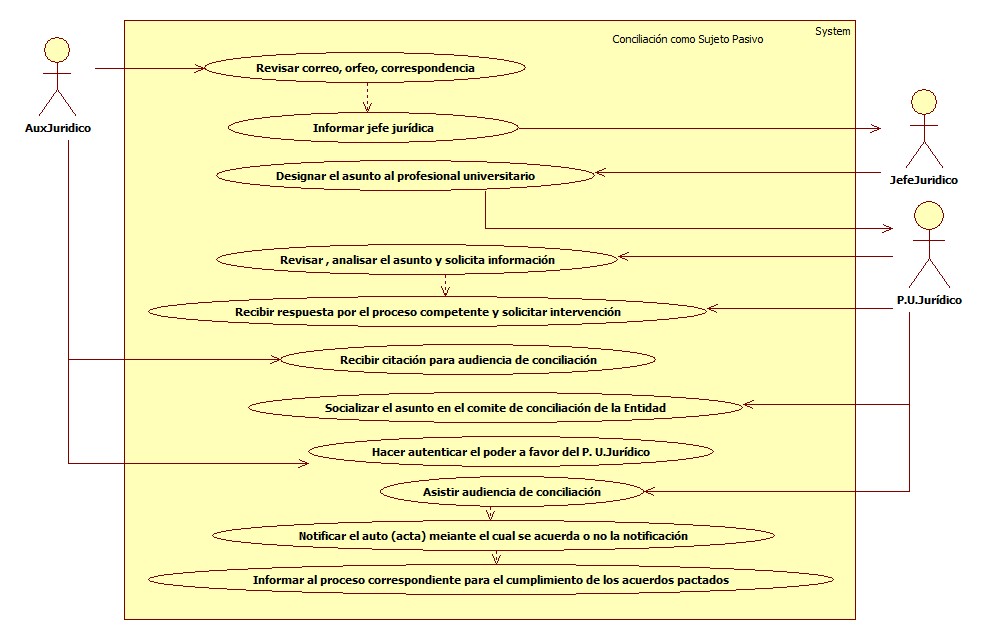 System
Conciliación como Sujeto Pasivo
Revisar correo, orfeo, correspondencia
AuxJuridico
Informar jefe jurídica
Designar el asunto al profesional universitario
JefeJuridico
Revisar , analisar el asunto y solicita información
P.U.Jurídico
Recibir respuesta por el proceso competente y solicitar intervención
Recibir citación para audiencia de conciliación
Socializar el asunto en el comite de conciliación de la Entidad
Hacer autenticar el poder a favor del P. U.Jurídico
Asistir audiencia de conciliación
Notificar el auto (acta) meiante el cual se acuerda o no la notificación
Informar al proceso correspondiente para el cumplimiento de los acuerdos pactados